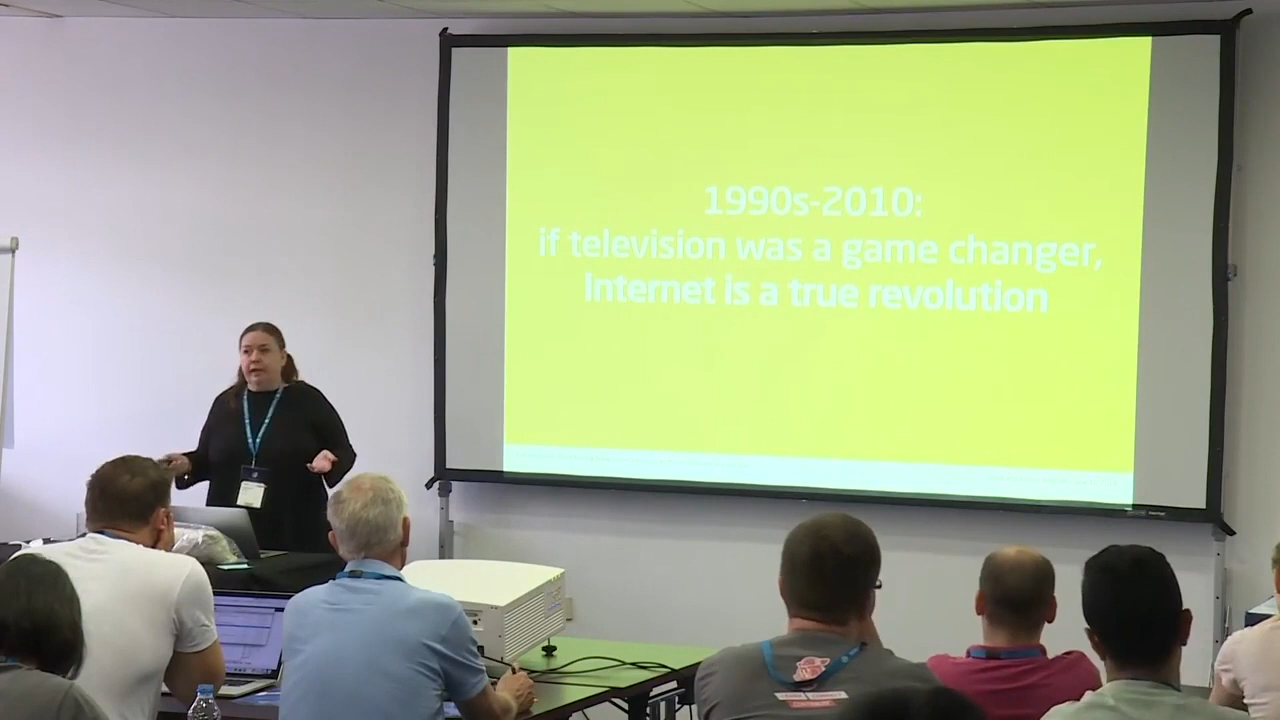 1990s-2010:
if television was a game changer,
Internet is a true revolution